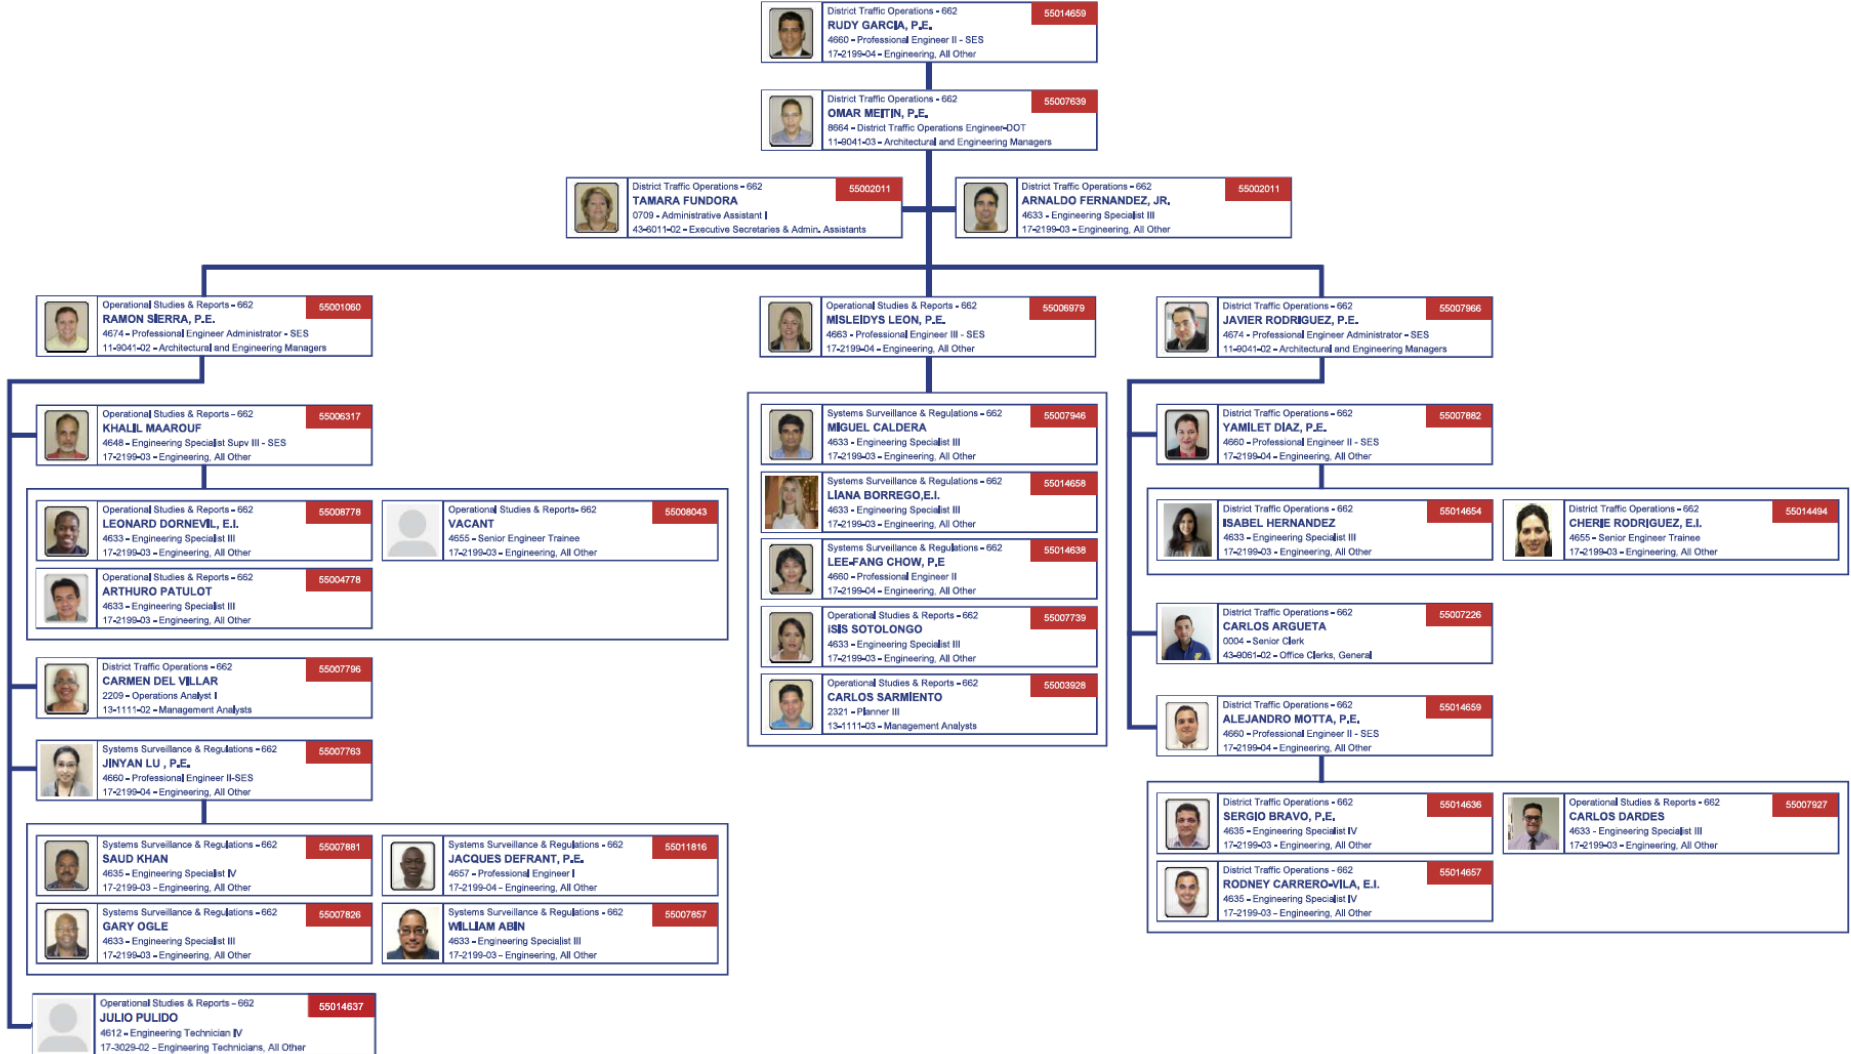 District Traffic Operations - 662
55014659
RUDY GARCIA, P.E.
4660 - Professional Engineer II - SES
17-2199-04 - Engineering, All Other
District Traffic Operations - 662
55007639
OMAR MEITIN, P.E.
8664 - District Traffic Operations Engineer-DOT
11-9041-03 - Architectural and Engineering Managers
District Traffic Operations - 662
55002011
TAMARA FUNDORA
0709 - Administrative Assistant I
43-6011-02 - Executive Secretaries & Admin. Assistants
District Traffic Operations - 662
55002011
ARNALDO FERNANDEZ, JR.
4633 - Engineering Specialist III
17-2199-03 - Engineering, All Other
Operational Studies & Reports - 662
55001060
RAMON SIERRA, P.E.
4674 - Professional Engineer Administrator - SES
11-9041-02 - Architectural and Engineering Managers
Operational Studies & Reports - 662
55006317
KHALIL MAAROUF
4648 - Engineering Specialist Supv III - SES
17-2199-03 - Engineering, All Other
Operational Studies & Reports - 662
55008778
LEONARD DORNEVIL, E.I.
4633 - Engineering Specialist III
17-2199-03 - Engineering, All Other
Operational Studies & Reports- 662
55008043
VACANT
4655 - Senior Engineer Trainee
17-2199-03 - Engineering, All Other
Operational Studies & Reports - 662
55004778
ARTHURO PATULOT
4633 - Engineering Specialist III
17-2199-03 - Engineering, All Other
District Traffic Operations - 662
55007796
CARMEN DEL VILLAR
2209 - Operations Analyst I
13-1111-02 - Management Analysts
Systems Surveillance & Regulations - 662
55007763
JINYAN LU , P.E.
4660 - Professional Engineer II-SES
17-2199-04 - Engineering, All Other
Systems Surveillance & Regulations - 662
55007881
SAUD KHAN
4635 - Engineering Specialist IV
17-2199-03 - Engineering, All Other
Systems Surveillance & Regulations - 662
55011816
JACQUES DEFRANT, P.E.
4657 - Professional Engineer I
17-2199-04 - Engineering, All Other
Systems Surveillance & Regulations - 662
55007826
GARY OGLE
4633 - Engineering Specialist III
17-2199-03 - Engineering, All Other
Systems Surveillance & Regulations - 662
55007857
WILLIAM ABIN
4633 - Engineering Specialist III
17-2199-03 - Engineering, All Other
Operational Studies & Reports - 662
55014637
JULIO PULIDO
4612 - Engineering Technician IV
17-3029-02 - Engineering Technicians, All Other
Operational Studies & Reports - 662
55006979
MISLEIDYS LEON, P.E.
4663 - Professional Engineer III - SES
17-2199-04 - Engineering, All Other
Systems Surveillance & Regulations - 662
55007946
MIGUEL CALDERA
4633 - Engineering Specialist III
17-2199-03 - Engineering, All Other
Systems Surveillance & Regulations - 662
55014658
LIANA BORREGO,E.I.
4633 - Engineering Specialist III
17-2199-03 - Engineering, All Other
Systems Surveillance & Regulations - 662
55014638
LEE-FANG CHOW, P.E
4660 - Professional Engineer II
17-2199-04 - Engineering, All Other
Operational Studies & Reports - 662
55007739
ISIS SOTOLONGO
4633 - Engineering Specialist III
17-2199-03 - Engineering, All Other
Operational Studies & Reports - 662
55003928
CARLOS SARMIENTO
2321 - Planner III
13-1111-03 - Management Analysts
District Traffic Operations - 662
55007966
JAVIER RODRIGUEZ, P.E.
4674 - Professional Engineer Administrator - SES
11-9041-02 - Architectural and Engineering Managers
District Traffic Operations - 662
55007882
YAMILET DIAZ, P.E.
4660 - Professional Engineer II - SES
17-2199-04 - Engineering, All Other
District Traffic Operations - 662
55014654
ISABEL HERNANDEZ
4633 - Engineering Specialist III
17-2199-03 - Engineering, All Other
District Traffic Operations - 662
55014494
CHERIE RODRIGUEZ, E.I.
4655 - Senior Engineer Trainee
17-2199-03 - Engineering, All Other
District Traffic Operations - 662
55007226
CARLOS ARGUETA
0004 - Senior Clerk
43-9061-02 - Office Clerks, General
District Traffic Operations - 662
55014659
ALEJANDRO MOTTA, P.E.
4660 - Professional Engineer II - SES
17-2199-04 - Engineering, All Other
District Traffic Operations - 662
55014636
SERGIO BRAVO, P.E.
4635 - Engineering Specialist IV
17-2199-03 - Engineering, All Other
Operational Studies & Reports - 662
55007927
CARLOS DARDES
4633 - Engineering Specialist III
17-2199-03 - Engineering, All Other
District Traffic Operations - 662
55014657
RODNEY CARRERO-VILA, E.I.
4635 - Engineering Specialist IV
17-2199-03 - Engineering, All Other